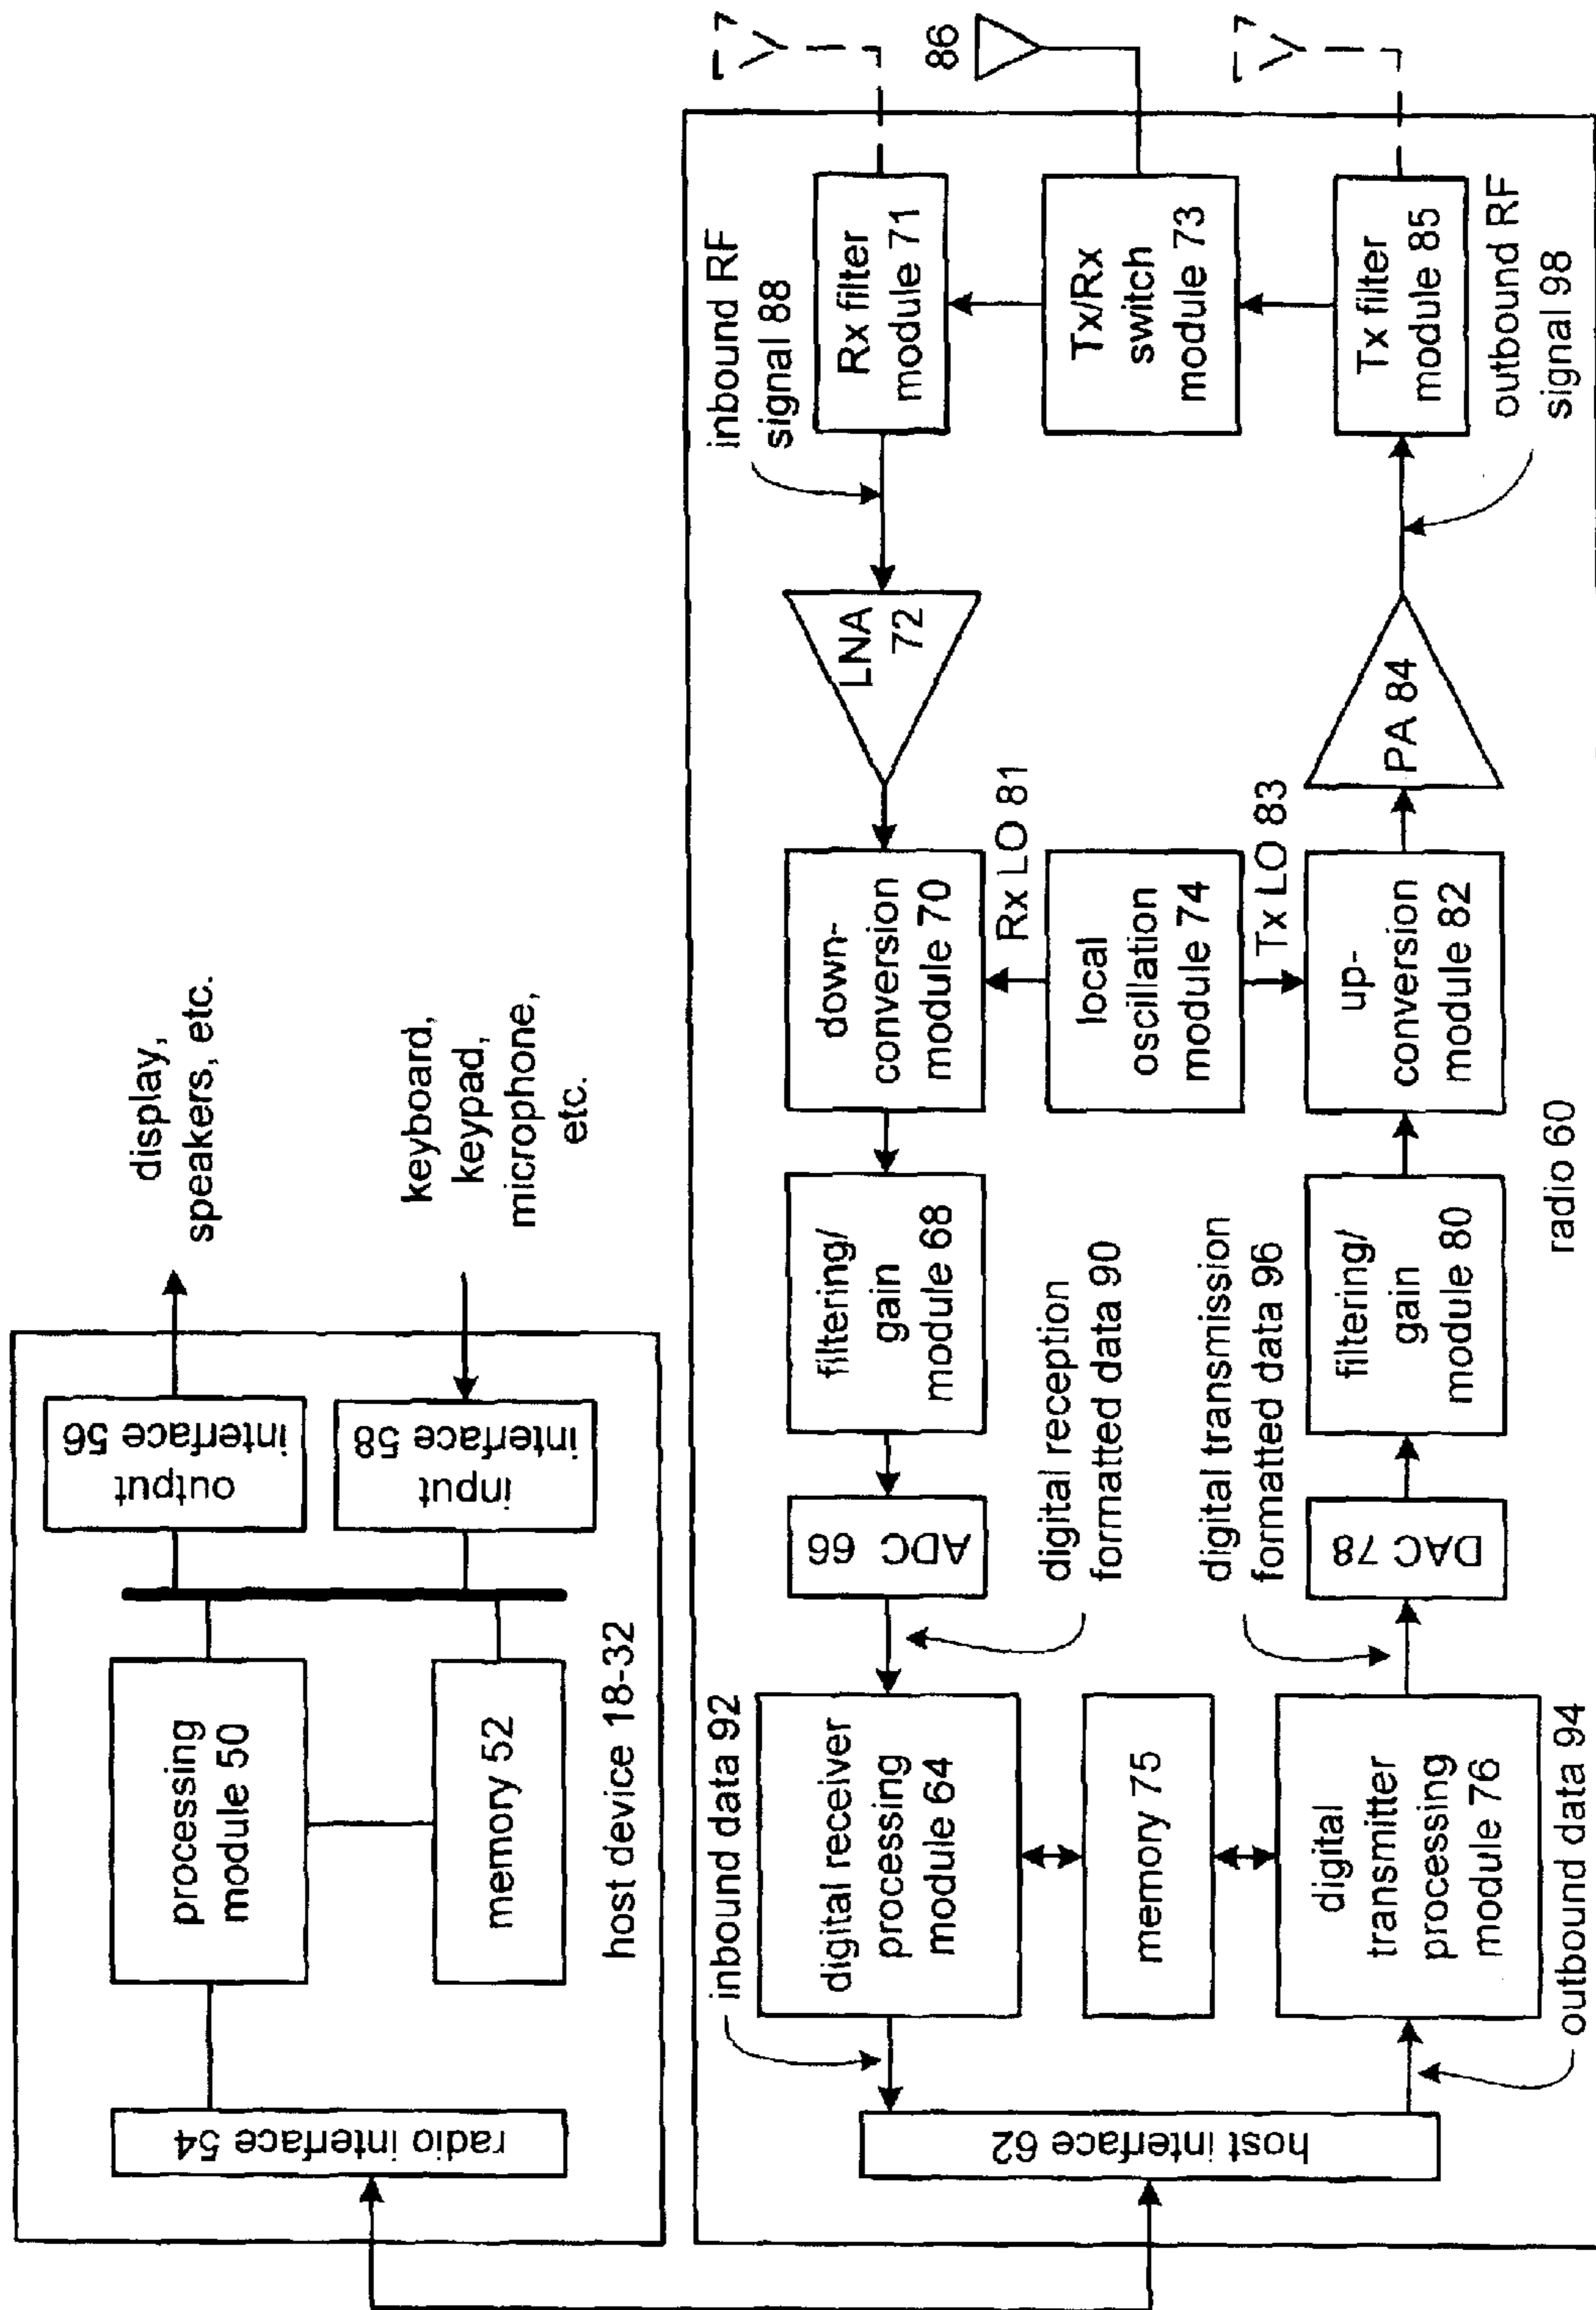 display,
speakers, etc.
keyboard,
keypad,
microphone,
etc.
output
interface 56
input
interface 58
processing
module 50
memory 52
radio interface 54
host device 18-32
86
inbound RF
signal 88
Rx filter
module 71
Tx/Rx
switch
module 73
Tx filter
module 85
outbound RF
signal 98
LNA
72
PA 84
down-
conversion
module 70
Rx LO 81
local
oscillation
module 74
Tx LO 83
up-
conversion
module 82
filtering/
gain
module 68
filtering/
gain
module 80
radio 60
ADC 66
digital reception
formatted data 90
digital transmission
formatted data 96
DAC 78
inbound data 92
digital receiver
processing
module 64
memory 75
digital
transmitter
processing
module 76
outbound data 94
host interface 62